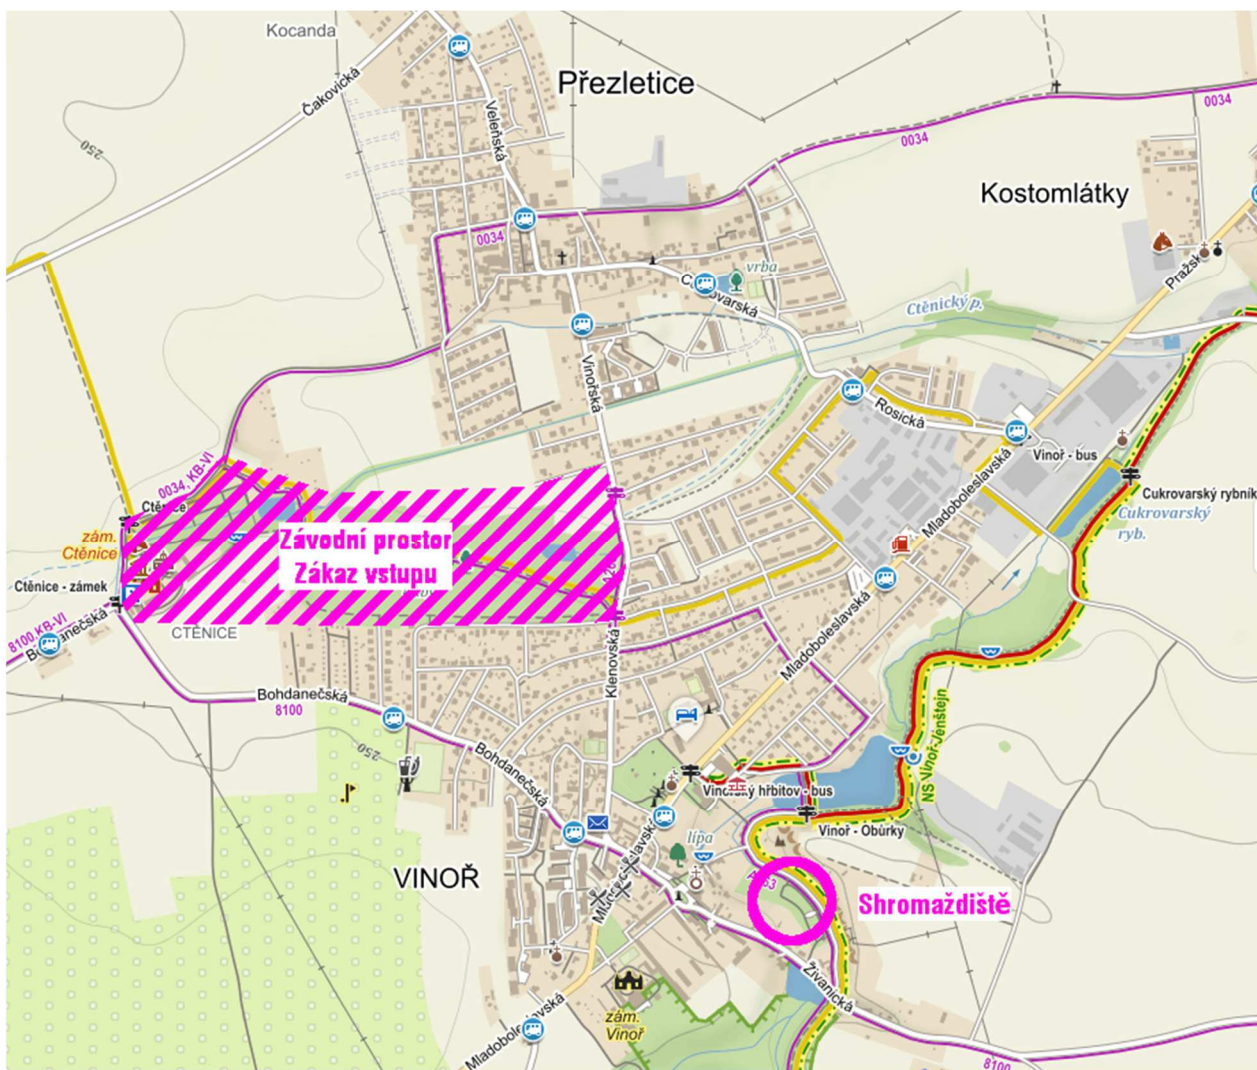 Kocanda
Přezletice
Čakovická
Veleňská
0034
0034
250
Kostomlátky
0034
vrba
Cukrovarská
Pražsk
Ctěnický p.
Vinořská
Rosická
Vinoř - bus
0034, KB-VI
Mladoboleslavská
Cukrovarský rybník
Cukrovarský
ryb.
Ctěnice
zám.
Ctěnice
Závodní prostor
Zákaz vstupu
Ctěnice - zámek
8100,KB-VI
CTĚNICE
Klenovská
Mladoboleslavská
Bohdanečská
8100
NS Vinoř-Jenštejn
250
Bohdanečská
Vinořský hřbitov - bus
Vinoř - Obůrky
lípa
VINOŘ
Shromaždiště
Živanická
zám.
Vinoř
Mladoboleslavská
8100